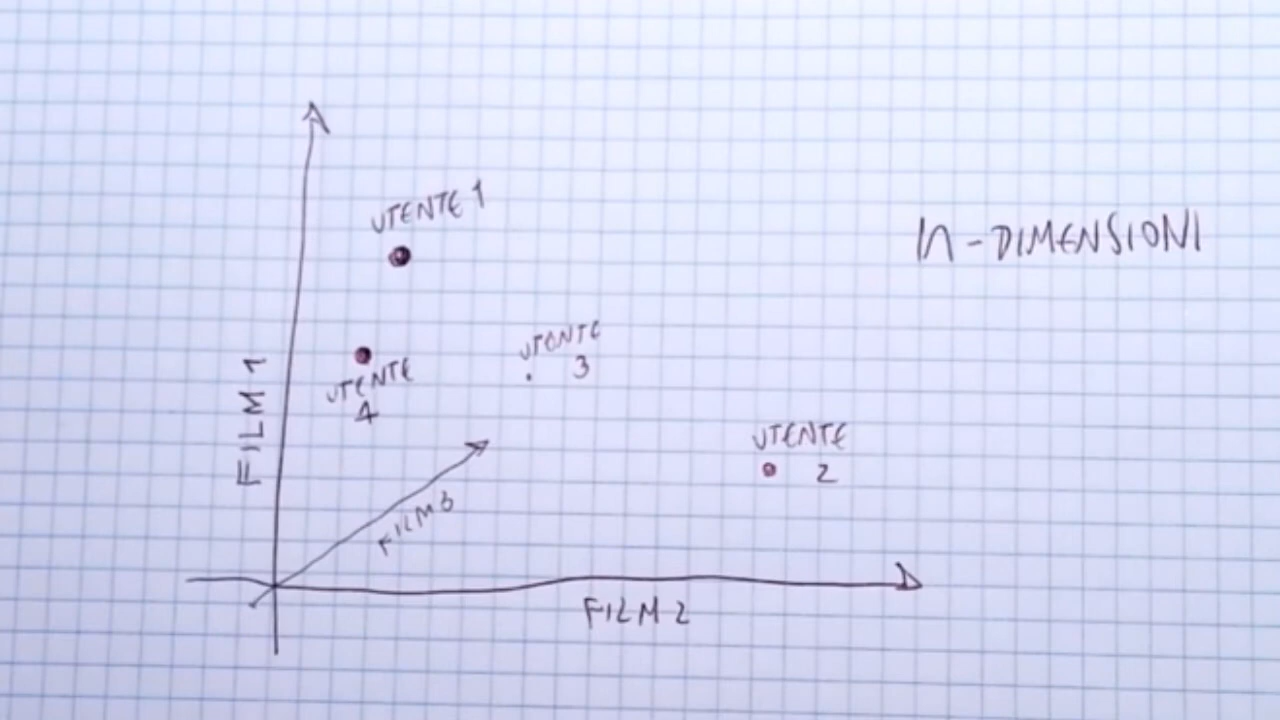 UTENTE 1
n-DIMENSIONI
UTENTE
3
UTENTE
4
FILM 1
UTENTE
2
FILM 3
FILM 2